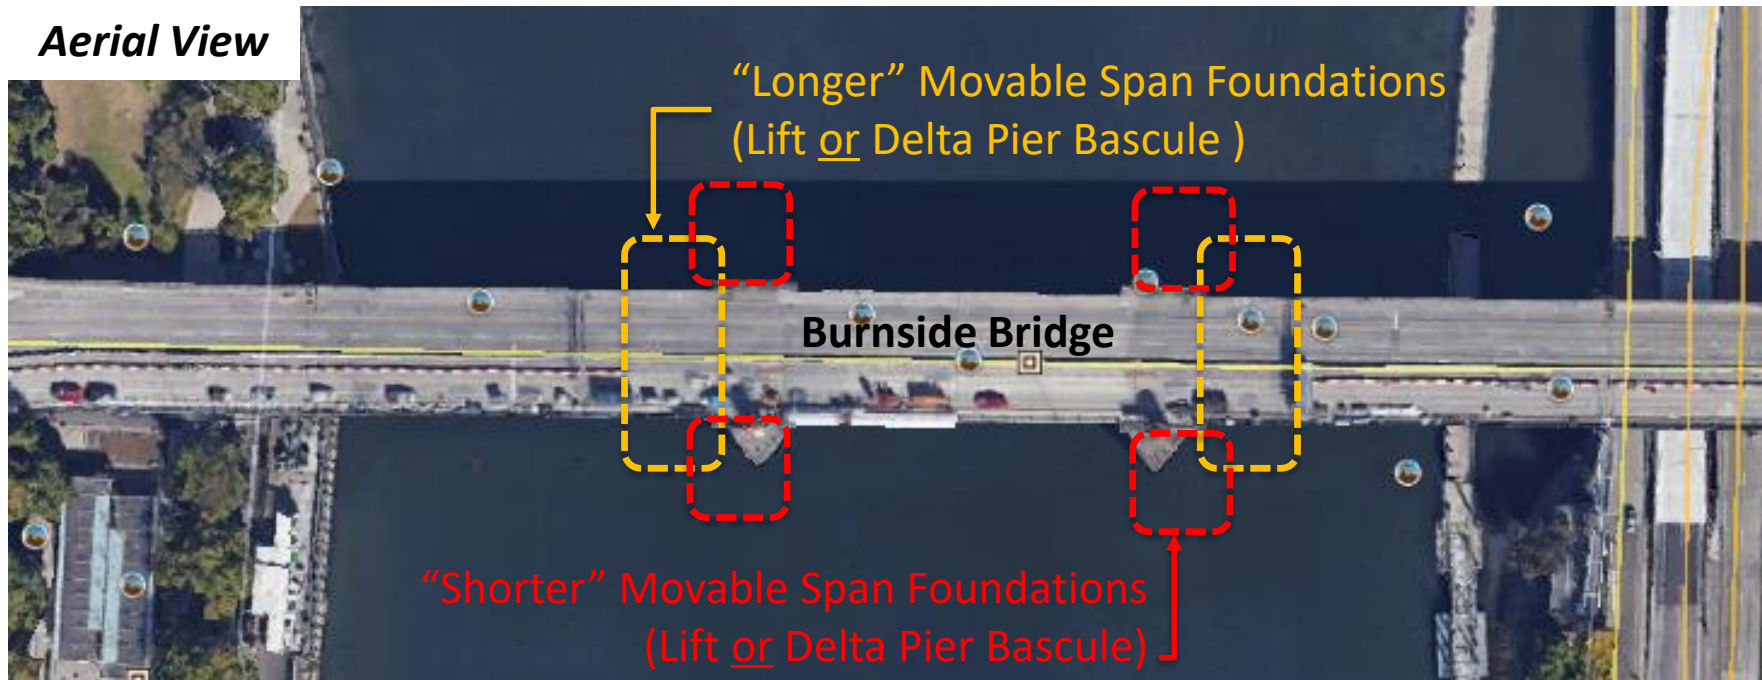 Aerial View
“Longer” Movable Span Foundations
(Lift or Delta Pier Bascule )
Burnside Bridge
“Shorter” Movable Span Foundations
(Lift or Delta Pier Bascule)